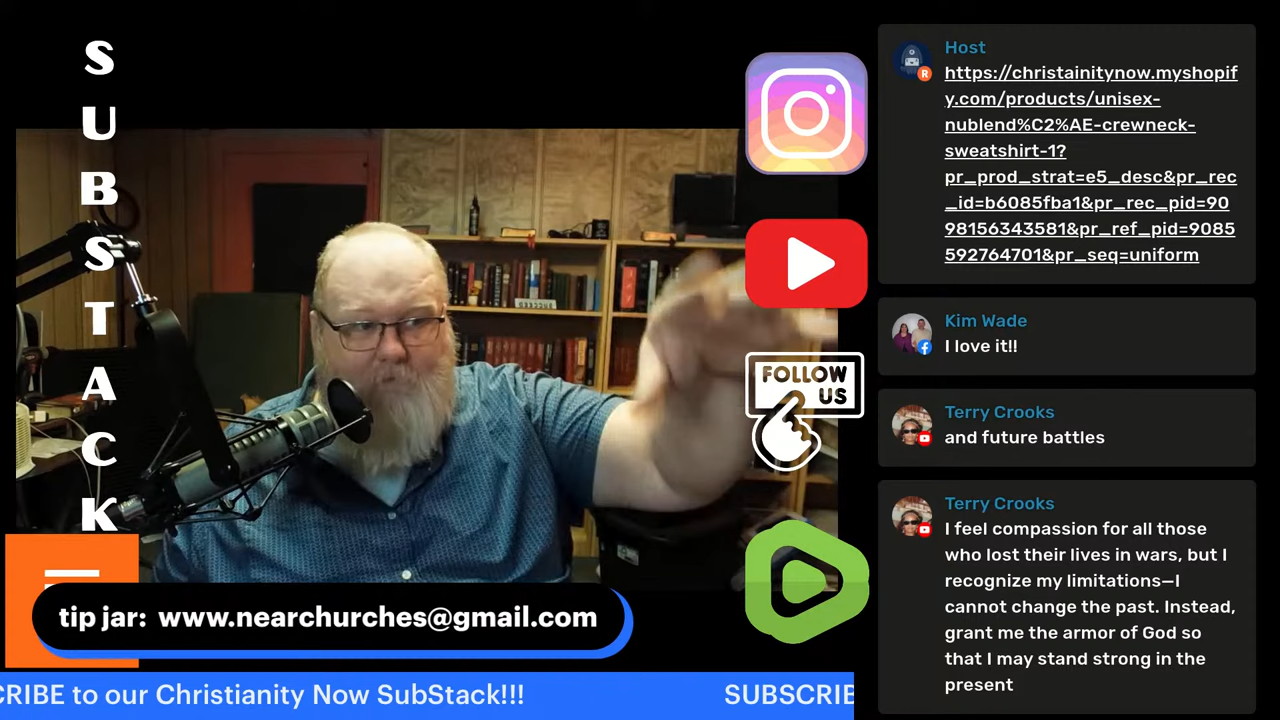 SUBSTACK
FOLLOW
US
tip jar: www.nearchurches@gmail.com
CRIBE to our Christianity Now SubStack!!!
SUBSCRIB
Host
https://christainitynow.myshopif
y.com/products/unisex-
nublend%C2%AE-crewneck-
sweatshirt-1?
pr_prod_strat=e5_desc&pr_rec
_id=b6085fba1&pr_rec_pid=90
98156343581&pr_ref_pid=9085
592764701&pr_seq=uniform
Kim Wade
I love it!!
Terry Crooks
and future battles
Terry Crooks
I feel compassion for all those
who lost their lives in wars, but I
recognize my limitations—I
cannot change the past. Instead,
grant me the armor of God so
that I may stand strong in the
present